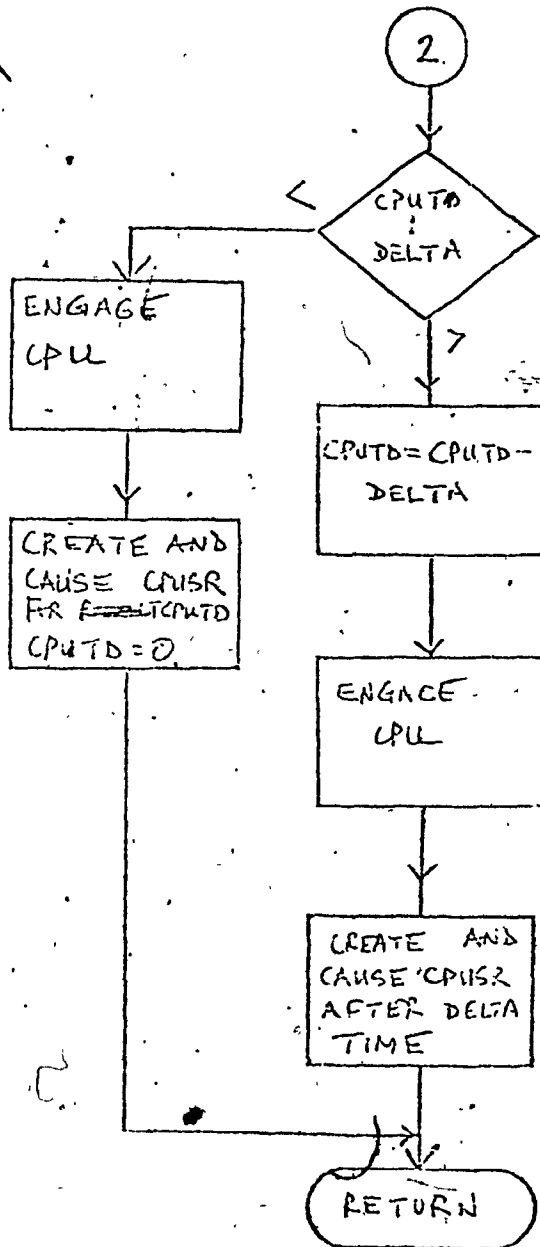 2.
CPUTD
:
DELTA
<
>
ENGAGE
CPU
CREATE AND
CAUSE CPUSR
FOR TCPUTD
CPUTD = 0.
CPUTD = CPUTD -
DELTA
ENGAGE
CPU
CREATE AND
CAUSE CPUSR
AFTER DELTA
TIME
RETURN